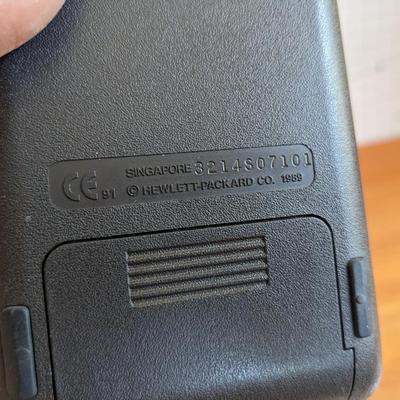 SINGAPORE 3214S07101
CE 91 © HEWLETT-PACKARD CO. 1989